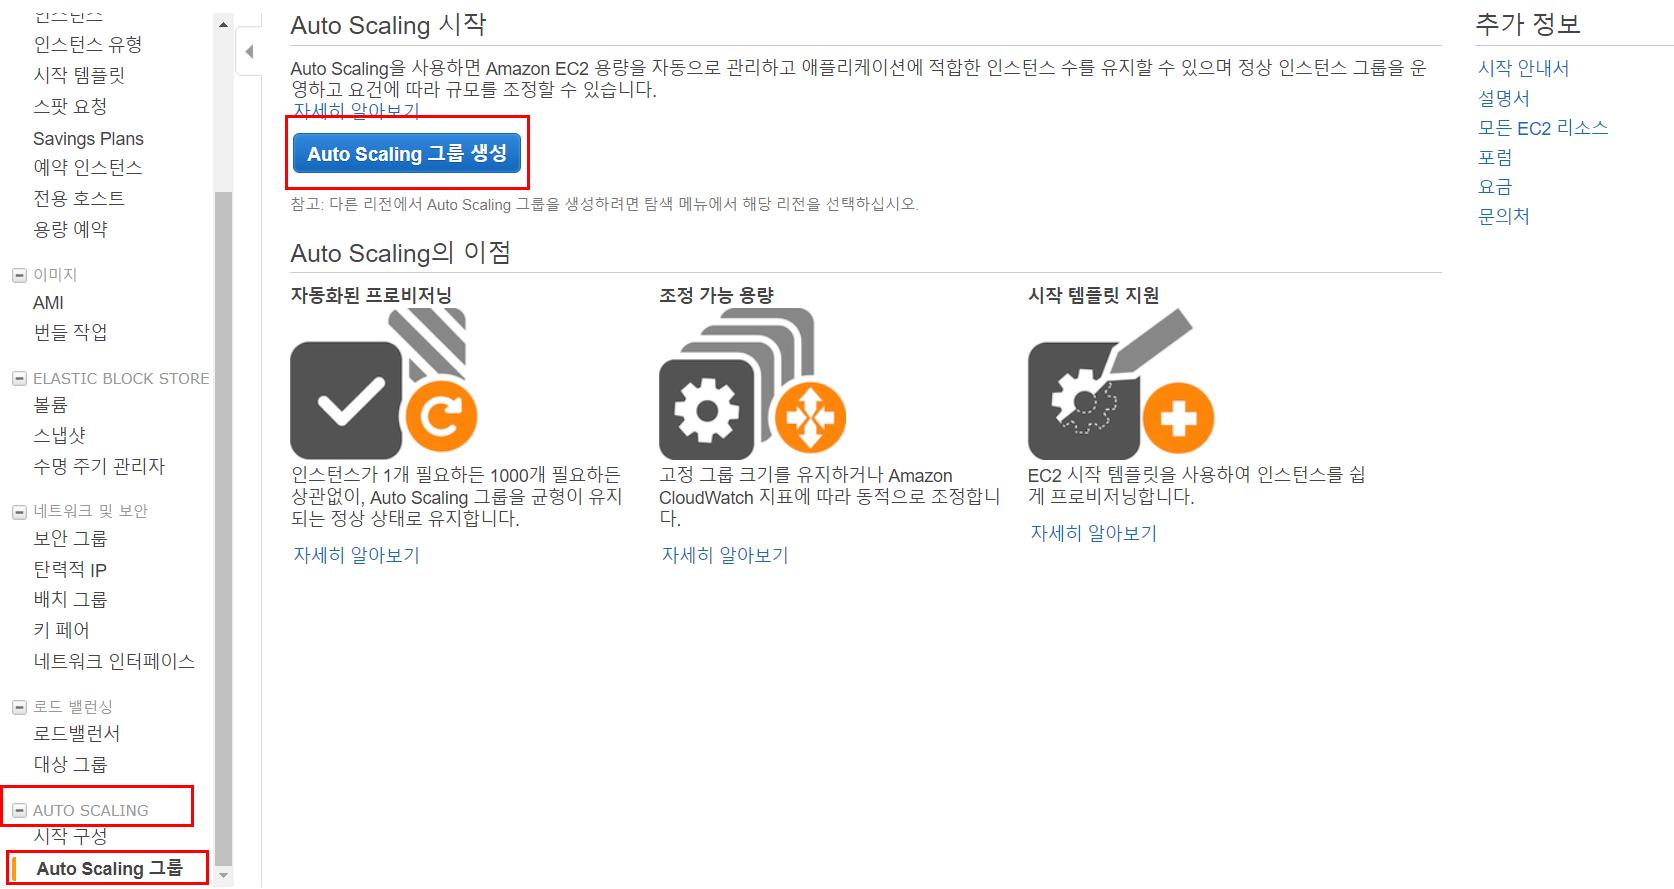 인스턴스
인스턴스 유형
시작 템플릿
스팟 요청
Savings Plans
예약 인스턴스
전용 호스트
용량 예약
이미지
AMI
번들 작업
ELASTIC BLOCK STORE
볼륨
스냅샷
수명 주기 관리자
네트워크 및 보안
보안 그룹
탄력적 IP
배치 그룹
키 페어
네트워크 인터페이스
로드 밸런싱
로드밸런서
대상 그룹
AUTO SCALING
시작 구성
Auto Scaling 그룹
Auto Scaling 시작
Auto Scaling을 사용하면 Amazon EC2 용량을 자동으로 관리하고 애플리케이션에 적합한 인스턴스 수를 유지할 수 있으며 정상 인스턴스 그룹을 운
영하고 요건에 따라 규모를 조정할 수 있습니다.
자세히 알아보기
Auto Scaling 그룹 생성
참고: 다른 리전에서 Auto Scaling 그룹을 생성하려면 탐색 메뉴에서 해당 리전을 선택하십시오.
Auto Scaling의 이점
자동화된 프로비저닝
인스턴스가 1개 필요하든 1000개 필요하든
상관없이, Auto Scaling 그룹을 균형이 유지
되는 정상 상태로 유지합니다.
자세히 알아보기
조정 가능 용량
고정 그룹 크기를 유지하거나 Amazon
CloudWatch 지표에 따라 동적으로 조정합니
다.
자세히 알아보기
시작 템플릿 지원
EC2 시작 템플릿을 사용하여 인스턴스를 쉽
게 프로비저닝합니다.
자세히 알아보기
추가 정보
시작 안내서
설명서
모든 EC2 리소스
포럼
요금
문의처